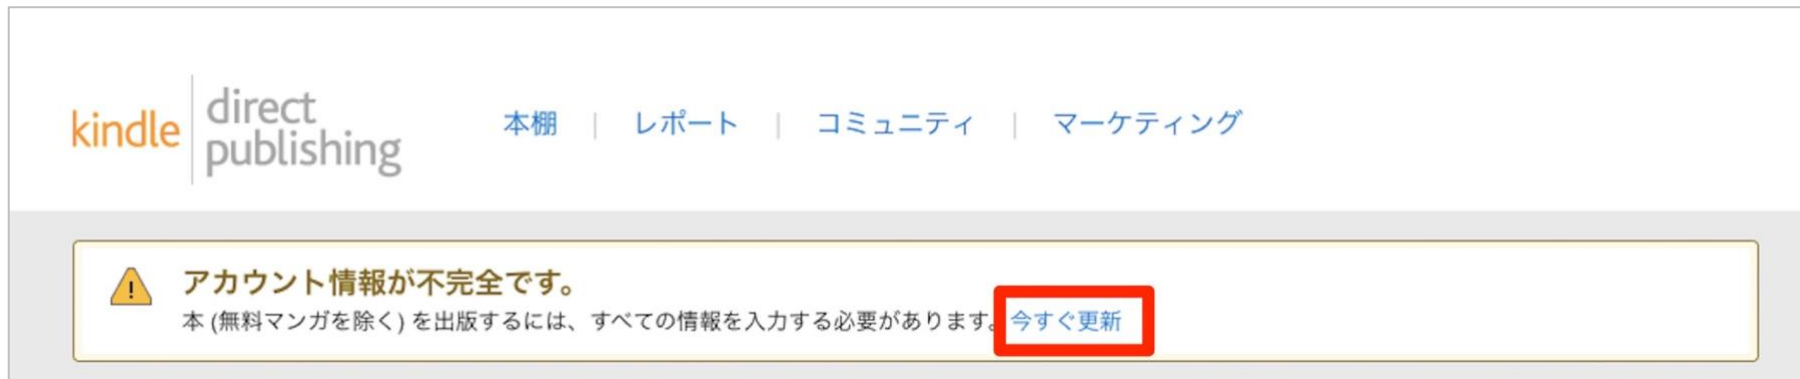 kindle direct publishing
本棚 | レポート | コミュニティ | マーケティング
アカウント情報が不完全です。
本 (無料マンガを除く) を出版するには、すべての情報を入力する必要があります。今すぐ更新